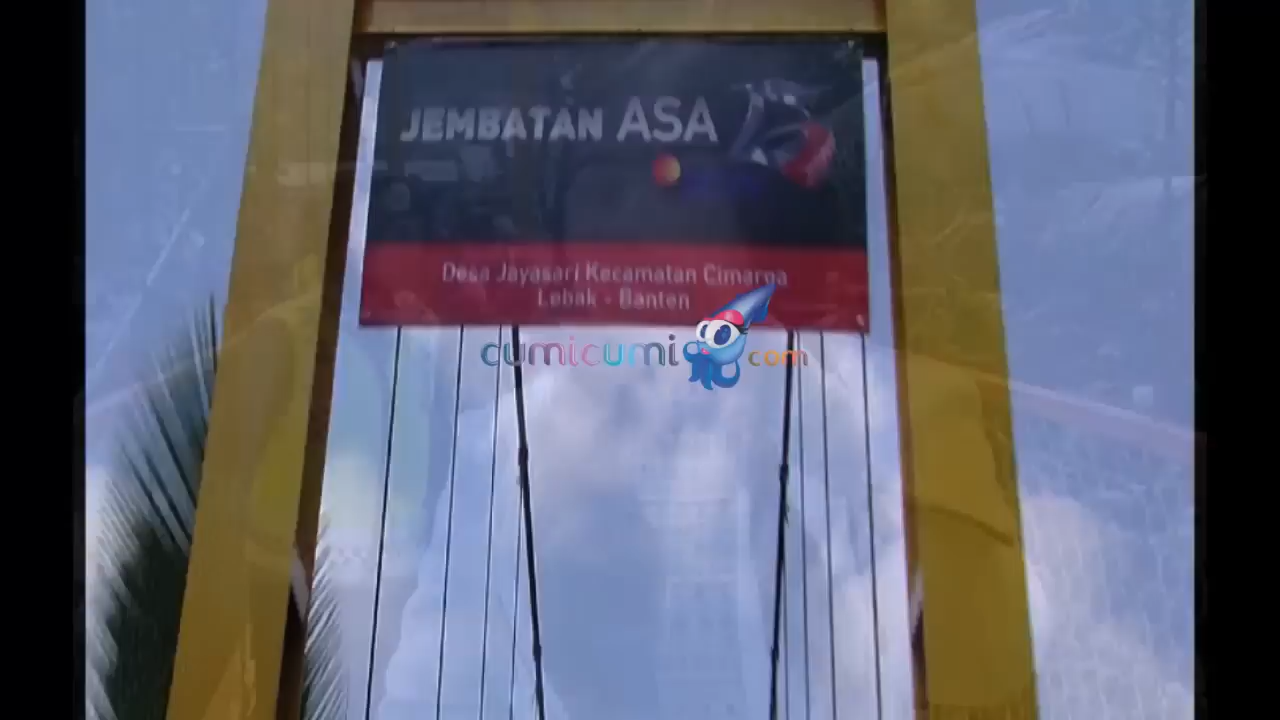 JEMBATAN ASA
Desa Jayasari Kecamatan Cimarga
Lebak - Banten
cumicumi.com